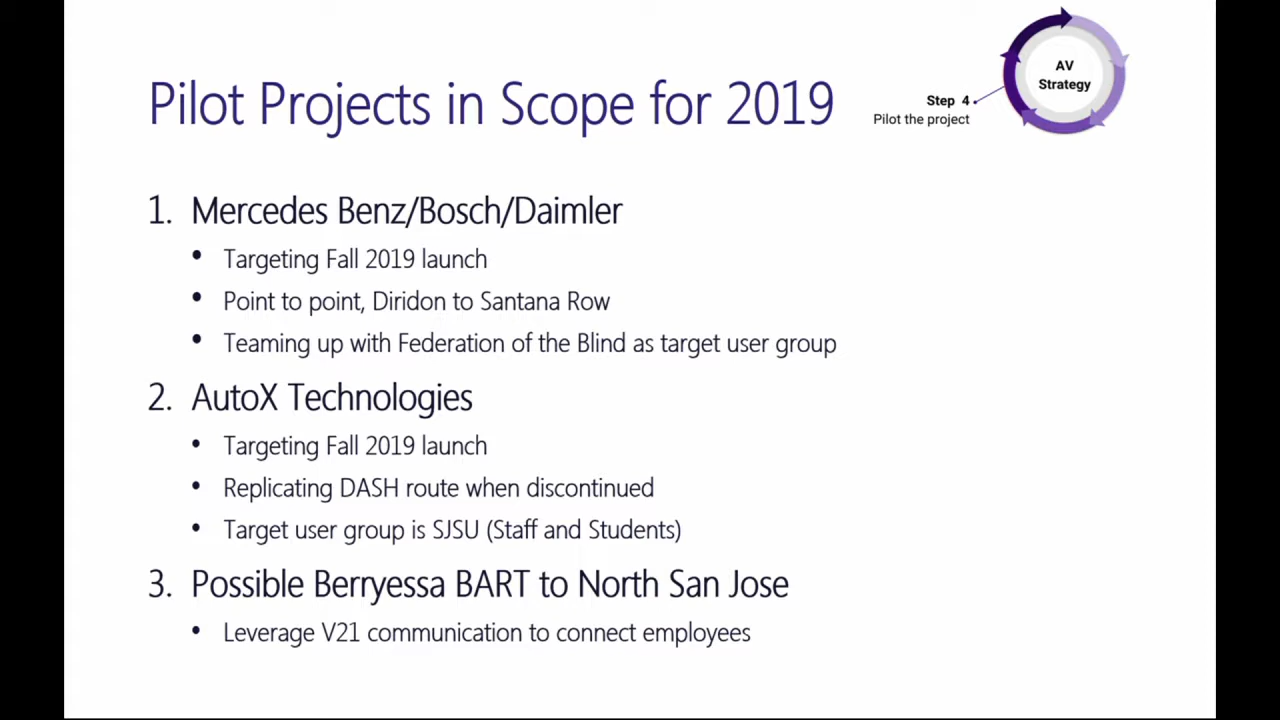 Pilot Projects in Scope for 2019
AV
Strategy
Step 4
Pilot the project
1. Mercedes Benz/Bosch/Daimler
• Targeting Fall 2019 launch
• Point to point, Diridon to Santana Row
• Teaming up with Federation of the Blind as target user group
2. AutoX Technologies
• Targeting Fall 2019 launch
• Replicating DASH route when discontinued
• Target user group is SJSU (Staff and Students)
3. Possible Berryessa BART to North San Jose
• Leverage V21 communication to connect employees